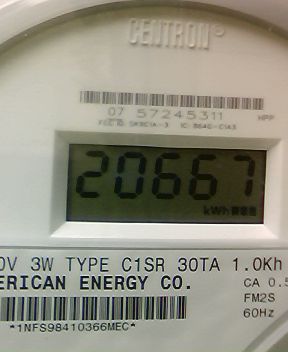 CENTRON®
07 57245311
HPP
20667
kWh
0V 3W TYPE C1SR 30TA 1.0Kh
ERICAN ENERGY CO.
CA 0.5
FM2S
60Hz
*1NFS98410366MEC*